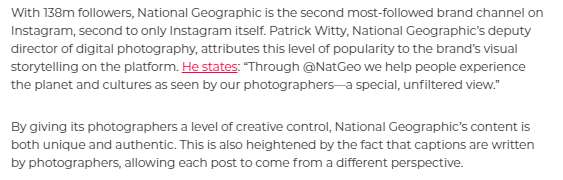 With 138m followers, National Geographic is the second most-followed brand channel on
Instagram, second to only Instagram itself. Patrick Witty, National Geographic's deputy
director of digital photography, attributes this level of popularity to the brand's visual
storytelling on the platform. He states: “Through @NatGeo we help people experience
the planet and cultures as seen by our photographers—a special, unfiltered view.”
By giving its photographers a level of creative control, National Geographic's content is
both unique and authentic. This is also heightened by the fact that captions are written
by photographers, allowing each post to come from a different perspective.